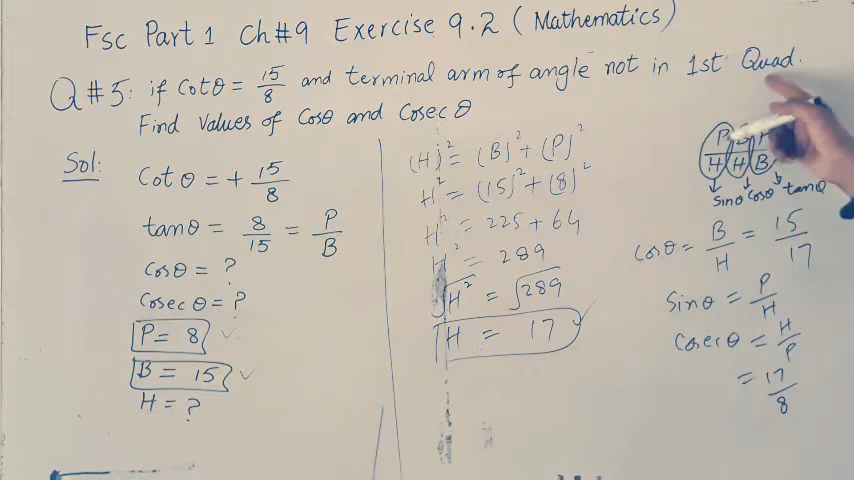 Fsc Part 1 Ch#9 Exercise 9.2 (Mathematics)
Q#5: if Cotθ = 15/8 and terminal arm of angle not in 1st Quad.
Find Values of Cosθ and Cosec θ
Sol:
Cot θ = + 15/8
tanθ = 8/15 = P/B
Cosθ = ?
Cosec θ = ?
P = 8
B = 15
H = ?
(H)² = (B)² + (P)²
H² = (15)² + (8)²
H² = 225 + 64
H² = 289
√H² = √289
H = 17
P B P
H H B
Sinθ Cosθ tanθ
Cosθ = B/H = 15/17
Sinθ = P/H
Cosecθ = H/P
= 17/8